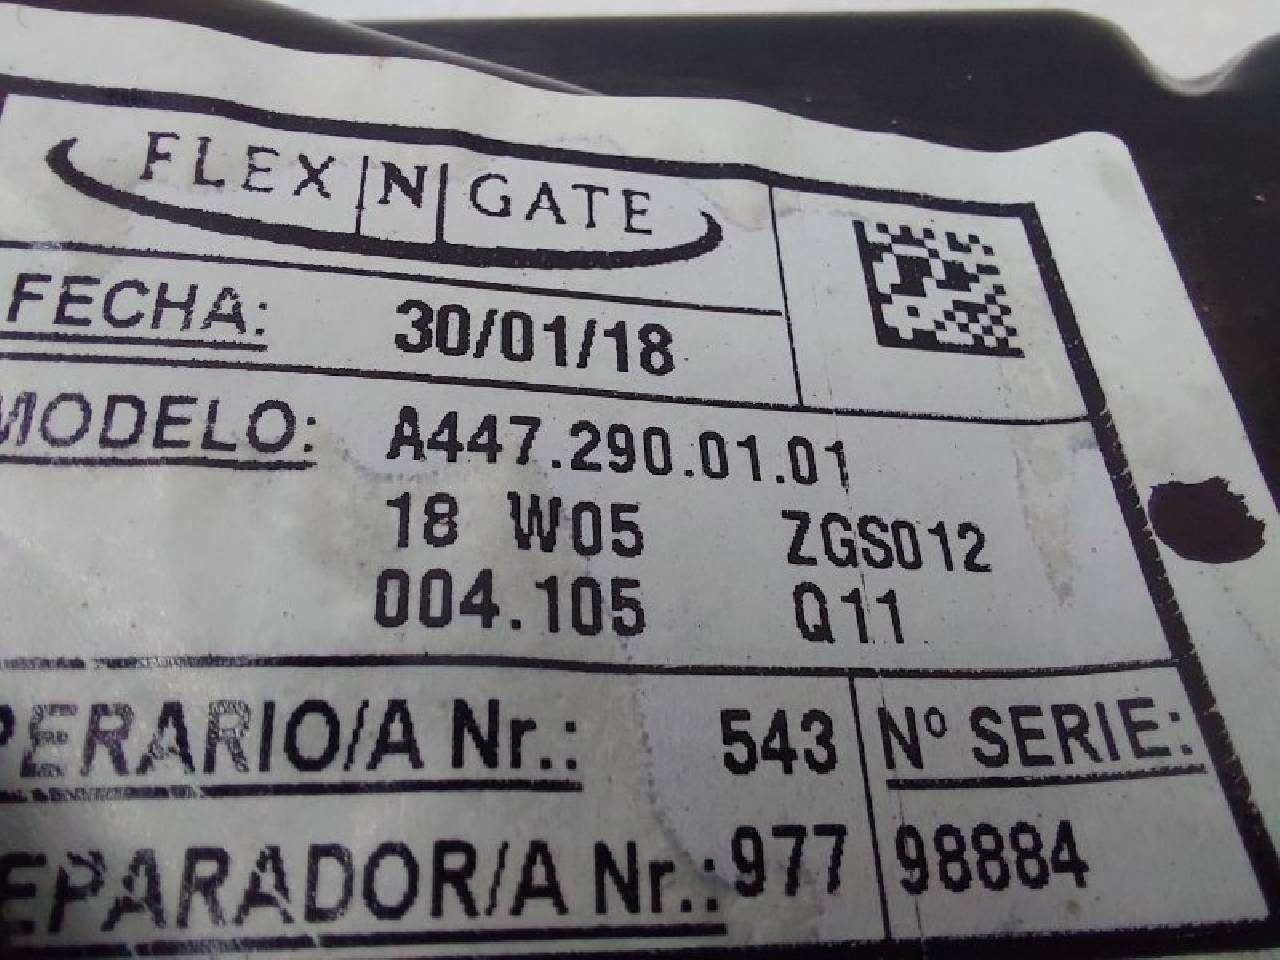 FLEX N GATE
FECHA: 30/01/18
MODELO: A447.290.01.01
18 W05 ZGS012
004.105 Q11
PERARIO/A Nr.: 543 Nº SERIE:
EPARADOR/A Nr.: 977 98884